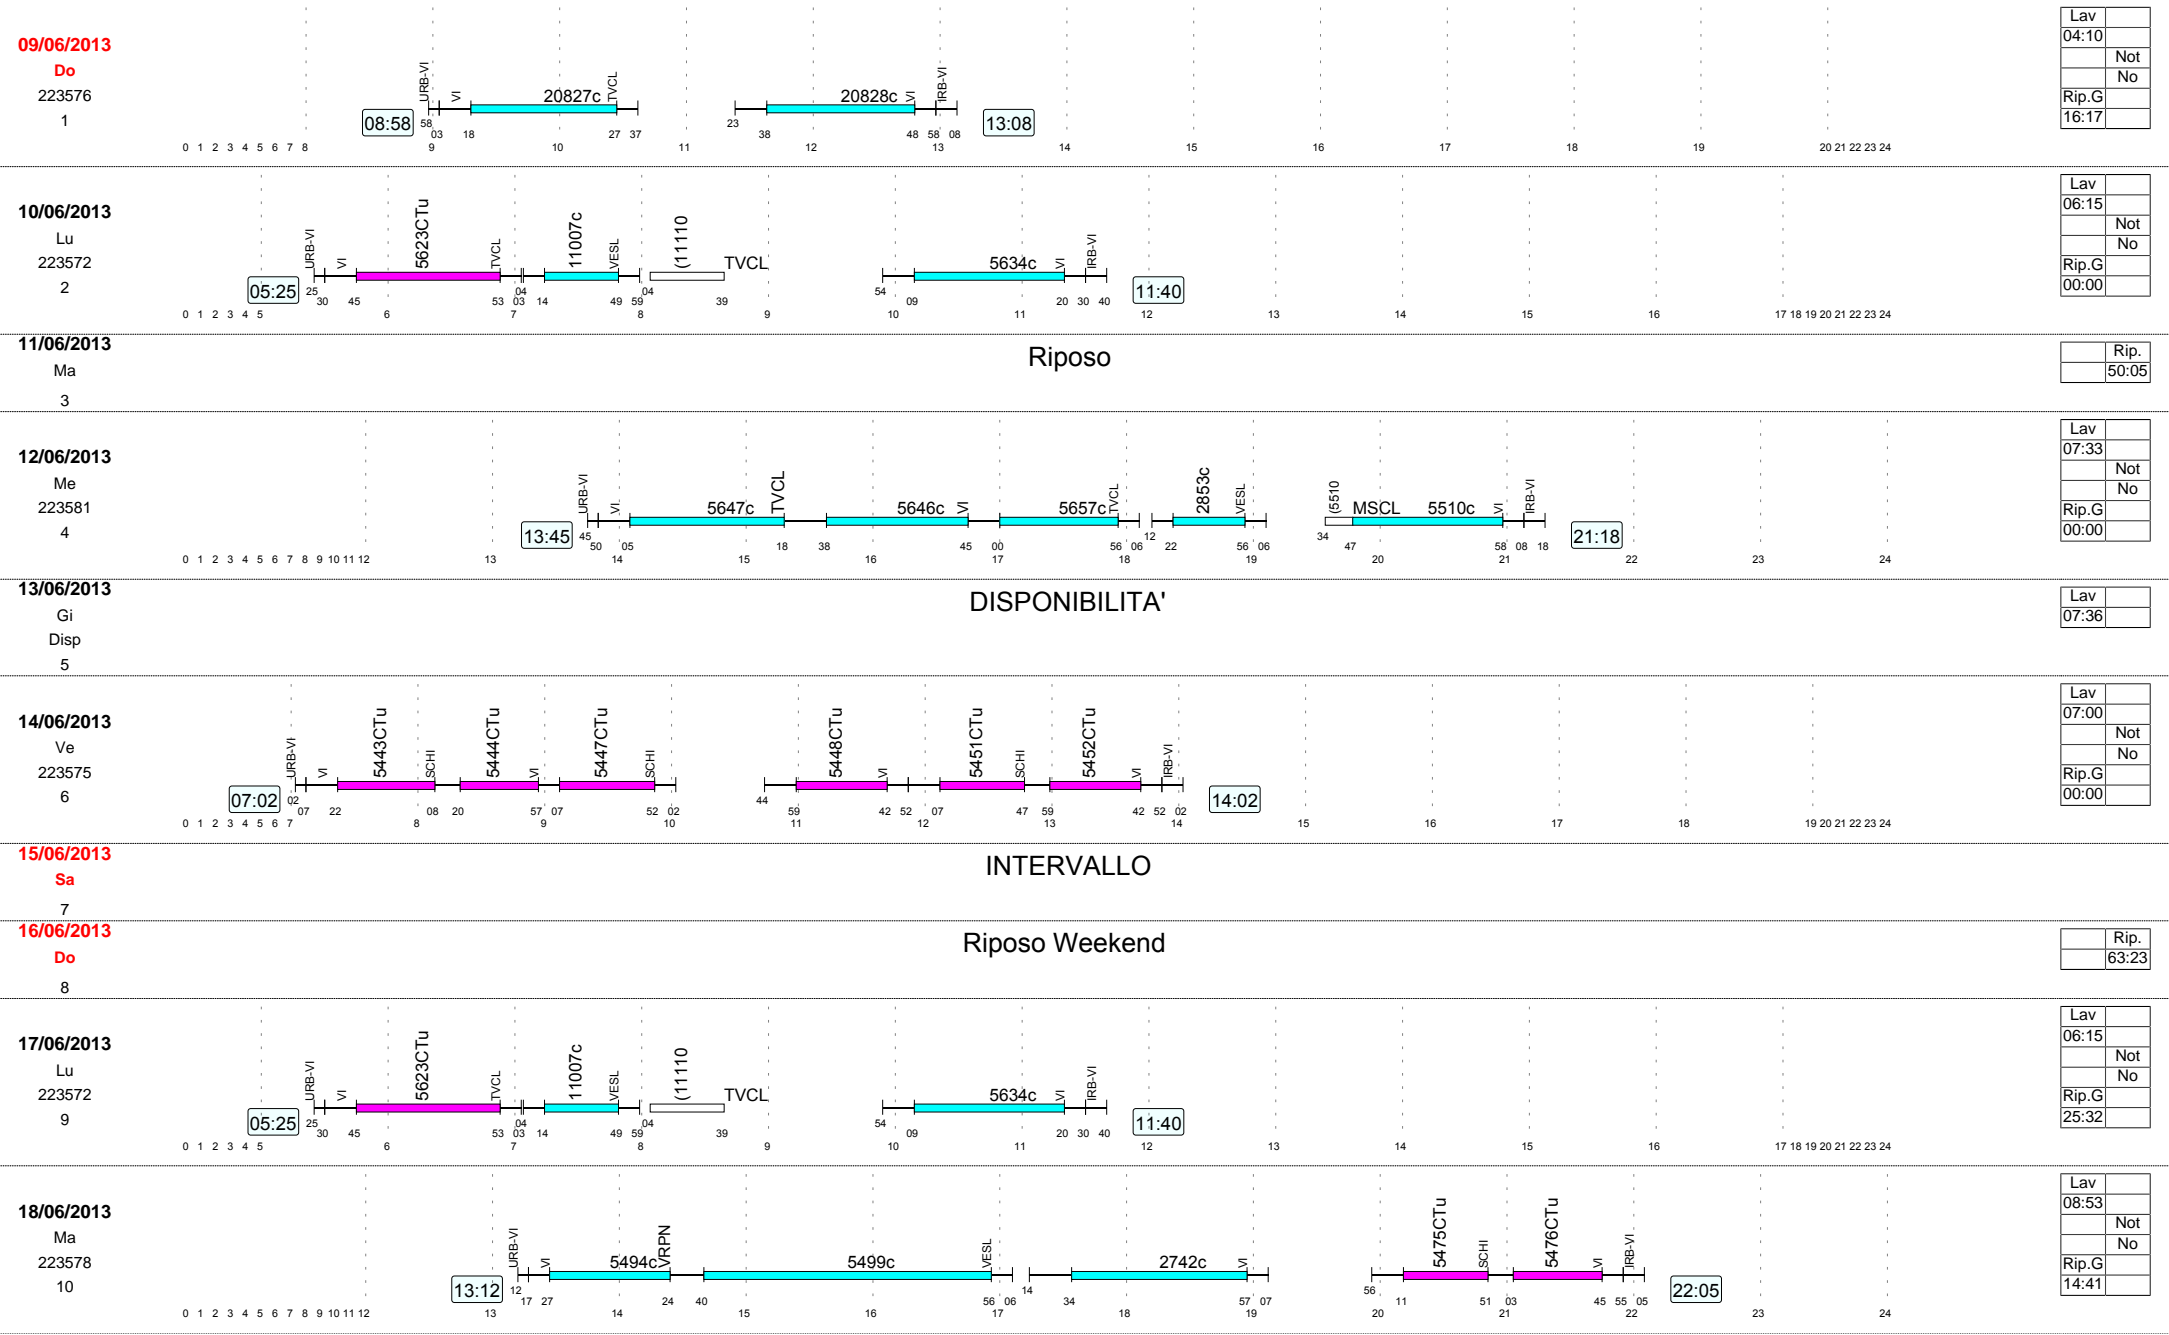 09/06/2013
Do
223576
1
08:58
URB-VI VI 20827c TVCL 20828c VI IRB-VI
58 03 18 27 37 23 38 48 58 08
13:08
0 1 2 3 4 5 6 7 8 9 10 11 12 13 14 15 16 17 18 19 20 21 22 23 24
Lav
04:10
Not
No
Rip.G
16:17
10/06/2013
Lu
223572
2
05:25
URB-VI VI 5623CTu TVCL 11007c VESL (11110 TVCL 5634c VI IRB-VI
25 30 45 53 03 04 14 49 59 04 39 54 09 20 30 40
11:40
0 1 2 3 4 5 6 7 8 9 10 11 12 13 14 15 16 17 18 19 20 21 22 23 24
Lav
06:15
Not
No
Rip.G
00:00
11/06/2013
Ma
3
Riposo
Rip.
50:05
12/06/2013
Me
223581
4
13:45
URB-VI VI 5647c TVCL 5646c VI 5657c TVCL 2853c VESL (5510 MSCL 5510c VI IRB-VI
45 50 05 18 38 45 00 56 06 12 22 56 06 34 47 58 08 18
21:18
0 1 2 3 4 5 6 7 8 9 10 11 12 13 14 15 16 17 18 19 20 21 22 23 24
Lav
07:33
Not
No
Rip.G
00:00
13/06/2013
Gi
Disp
5
DISPONIBILITA'
Lav
07:36
14/06/2013
Ve
223575
6
07:02
URB-VI VI 5443CTu SCHI 5444CTu VI 5447CTu SCHI 5448CTu VI 5451CTu SCHI 5452CTu VI IRB-VI
02 07 22 08 20 57 07 52 02 44 59 42 52 07 47 59 42 52 02
14:02
0 1 2 3 4 5 6 7 8 9 10 11 12 13 14 15 16 17 18 19 20 21 22 23 24
Lav
07:00
Not
No
Rip.G
00:00
15/06/2013
Sa
7
INTERVALLO
16/06/2013
Do
8
Riposo Weekend
Rip.
63:23
17/06/2013
Lu
223572
9
05:25
URB-VI VI 5623CTu TVCL 11007c VESL (11110 TVCL 5634c VI IRB-VI
25 30 45 53 03 04 14 49 59 04 39 54 09 20 30 40
11:40
0 1 2 3 4 5 6 7 8 9 10 11 12 13 14 15 16 17 18 19 20 21 22 23 24
Lav
06:15
Not
No
Rip.G
25:32
18/06/2013
Ma
223578
10
13:12
URB-VI VI 5494c VRPN 5499c VESL 2742c VI 5475CTu SCHI 5476CTu VI IRB-VI
12 17 27 24 40 56 06 14 34 57 07 56 11 51 03 45 55 05
22:05
0 1 2 3 4 5 6 7 8 9 10 11 12 13 14 15 16 17 18 19 20 21 22 23 24
Lav
08:53
Not
No
Rip.G
14:41